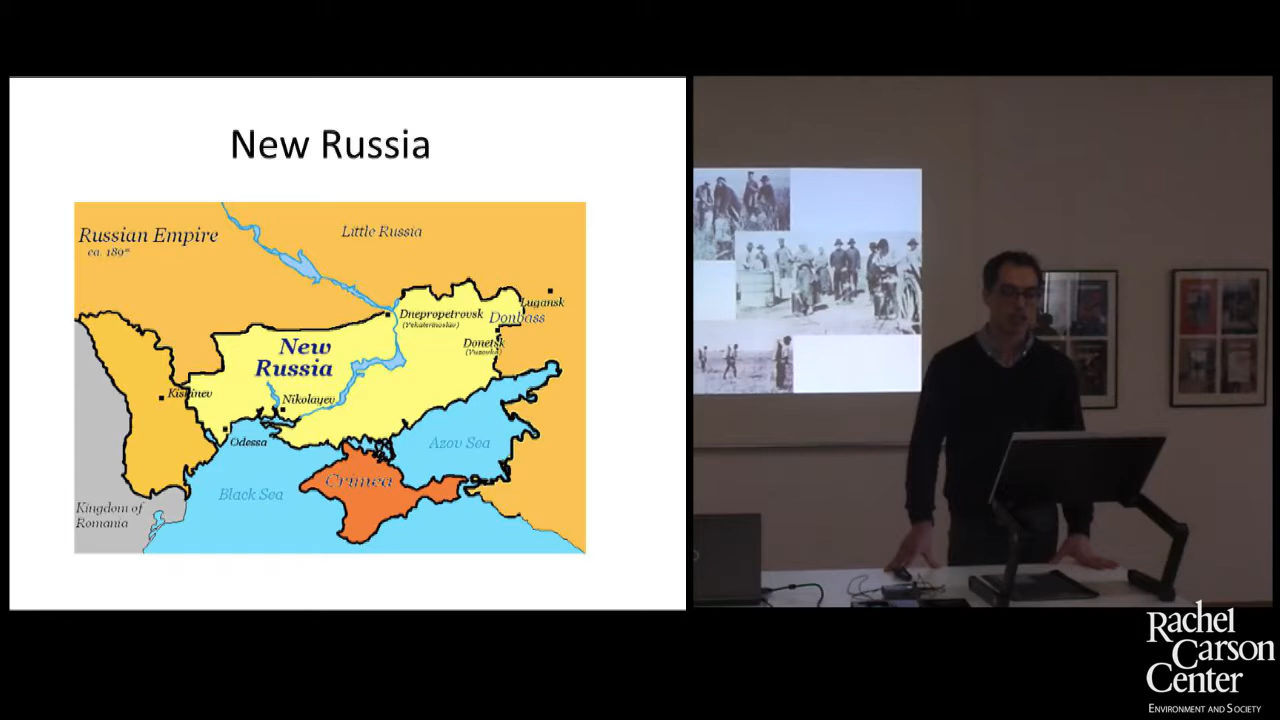 New Russia
Russian Empire
ca. 189*
Little Russia
Lugansk
Dnepropetrovsk
(Yekaterinoslav)
Donbass
Donetsk
(Yuzovka)
New
Russia
Kishinev
Nikolayev
Odessa
Azov Sea
Crimea
Black Sea
Kingdom of
Romania
Rachel
Carson
Center
ENVIRONMENT AND SOCIETY